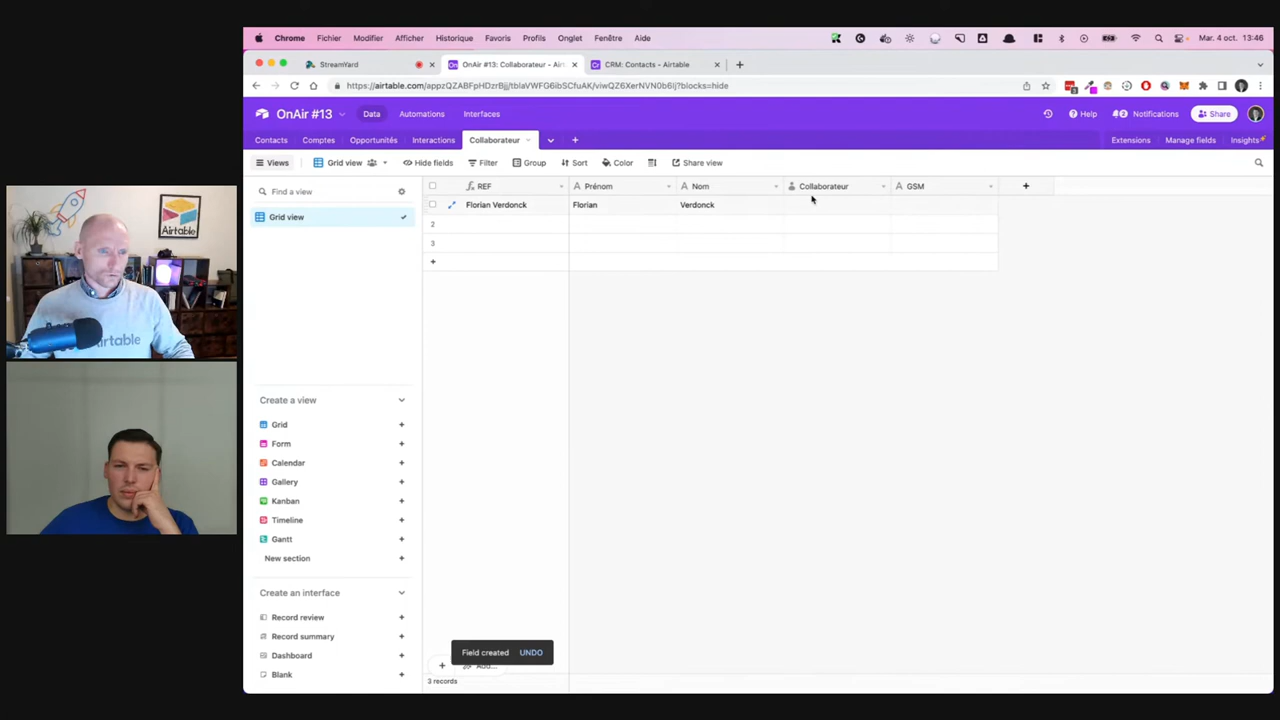 Chrome Fichier Modifier Afficher Historique Favoris Profils Onglet Fenêtre Aide Mar. 4 oct. 13:46
StreamYard OnAir #13: Collaborateur - Air CRM: Contacts - Airtable
https://airtable.com/appzQZABFpHDzrBjj/tblaVWFG6ibSCfuAK/viwQZ6XerNVN0b6Ij?blocks=hide
OnAir #13 Data Automations Interfaces Help 2 Notifications Share
Contacts Comptes Opportunités Interactions Collaborateur Extensions Manage fields Insights
Views Grid view Hide fields Filter Group Sort Color Share view
Find a view
REF Prénom Nom Collaborateur GSM
Grid view
Florian Verdonck Florian Verdonck
2
3
Airtable
Airtable
Create a view
Grid
Form
Calendar
Gallery
Kanban
Timeline
Gantt
New section
Create an interface
Record review
Record summary
Dashboard
Blank
Field created UNDO
Add...
3 records